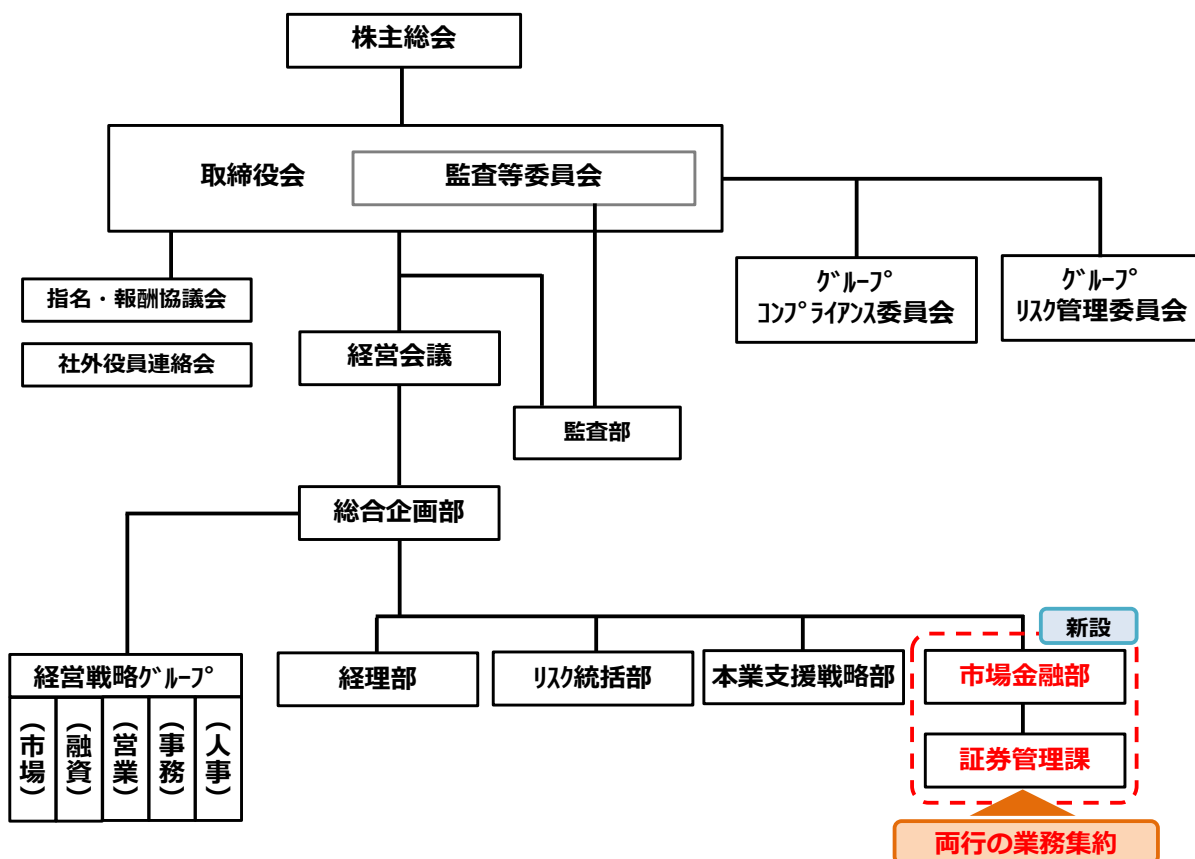 株主総会
取締役会
監査等委員会
指名・報酬協議会
社外役員連絡会
経営会議
監査部
ｸﾞﾙｰﾌﾟ
ｺﾝﾌﾟﾗｲｱﾝｽ委員会
ｸﾞﾙｰﾌﾟ
ﾘｽｸ管理委員会
総合企画部
経営戦略ｸﾞﾙｰﾌﾟ
（市場）
（融資）
（営業）
（事務）
（人事）
経理部
ﾘｽｸ統括部
本業支援戦略部
新設
市場金融部
証券管理課
両行の業務集約